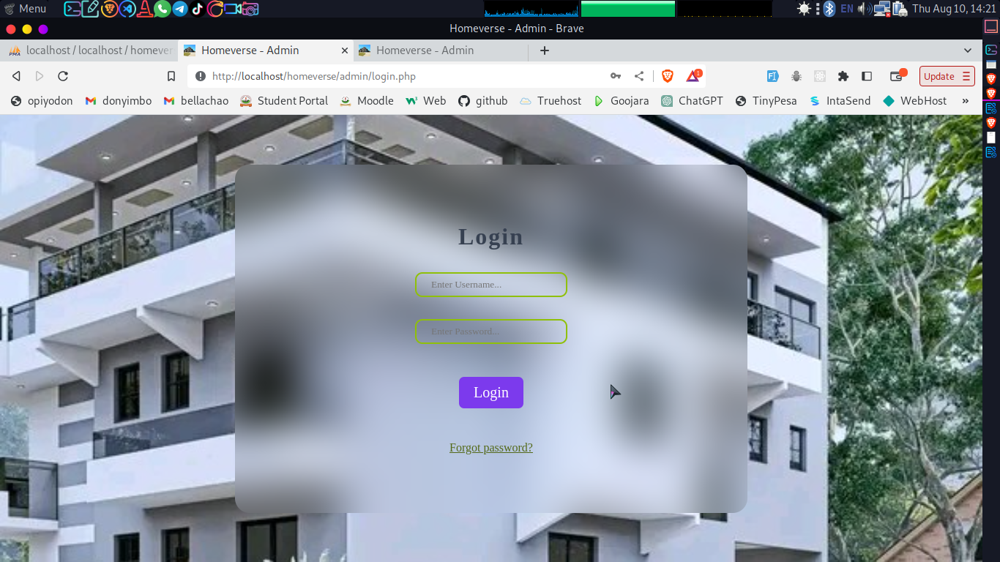 Menu
EN
Thu Aug 10, 14:21
Homeverse - Admin - Brave
PMA
localhost / localhost / homever
Homeverse - Admin
Homeverse - Admin
http://localhost/homeverse/admin/login.php
1
Update
opiyodon
donyimbo
bellachao
Student Portal
Moodle
Web
github
Truehost
Goojara
ChatGPT
TinyPesa
IntaSend
WebHost
»
Login
Enter Username...
Enter Password...
Login
Forgot password?